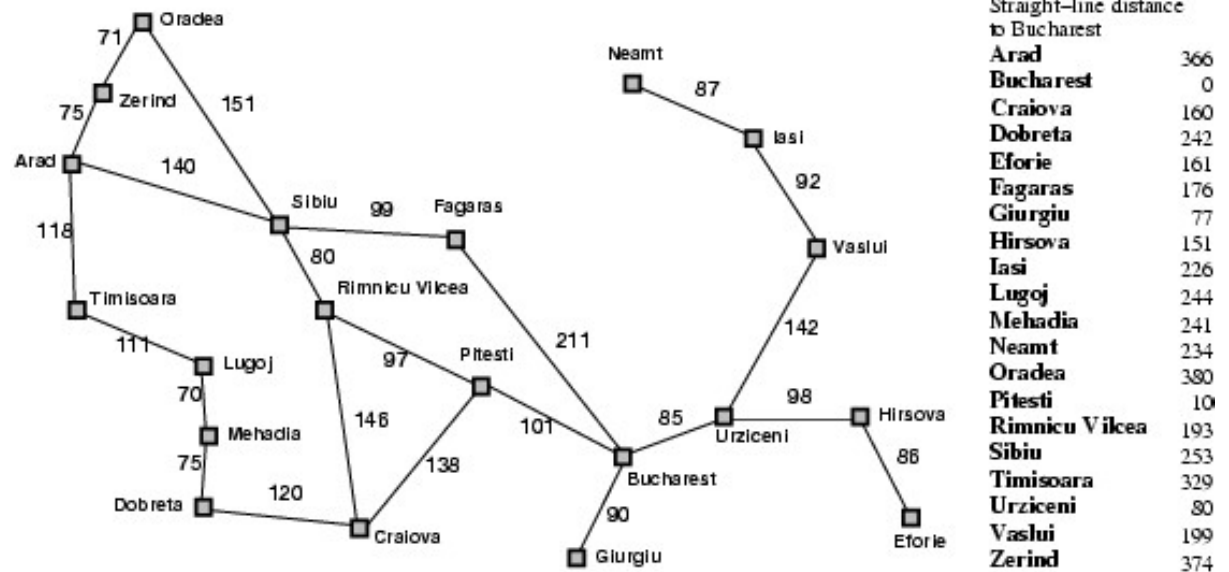 Oradea
71
Zerind
75
151
Arad
140
118
Sibiu
99
Fagaras
80
Rimnicu Vilcea
Timisoara
111
Lugoj
70
Mehadia
75
Dobreta
120
Craiova
146
97
Pitesti
138
101
211
Bucharest
90
Giurgiu
85
Urziceni
98
Hirsova
86
Eforie
142
Vaslui
92
Iasi
87
Neamt
Straight–line distance
to Bucharest
Arad 366
Bucharest 0
Craiova 160
Dobreta 242
Eforie 161
Fagaras 176
Giurgiu 77
Hirsova 151
Iasi 226
Lugoj 244
Mehadia 241
Neamt 234
Oradea 380
Pitesti 10
Rimnicu Vilcea 193
Sibiu 253
Timisoara 329
Urziceni 80
Vaslui 199
Zerind 374